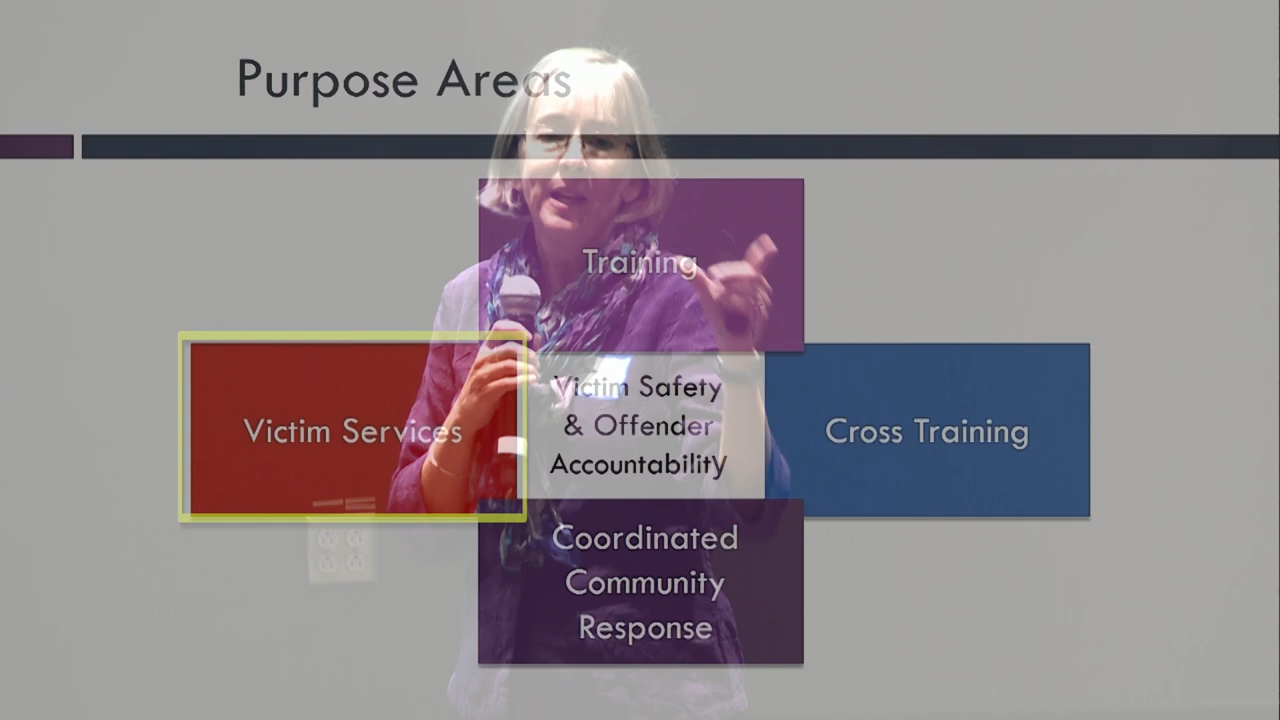 Purpose Areas
Training
Victim Services
Victim Safety
& Offender
Accountability
Cross Training
Coordinated
Community
Response